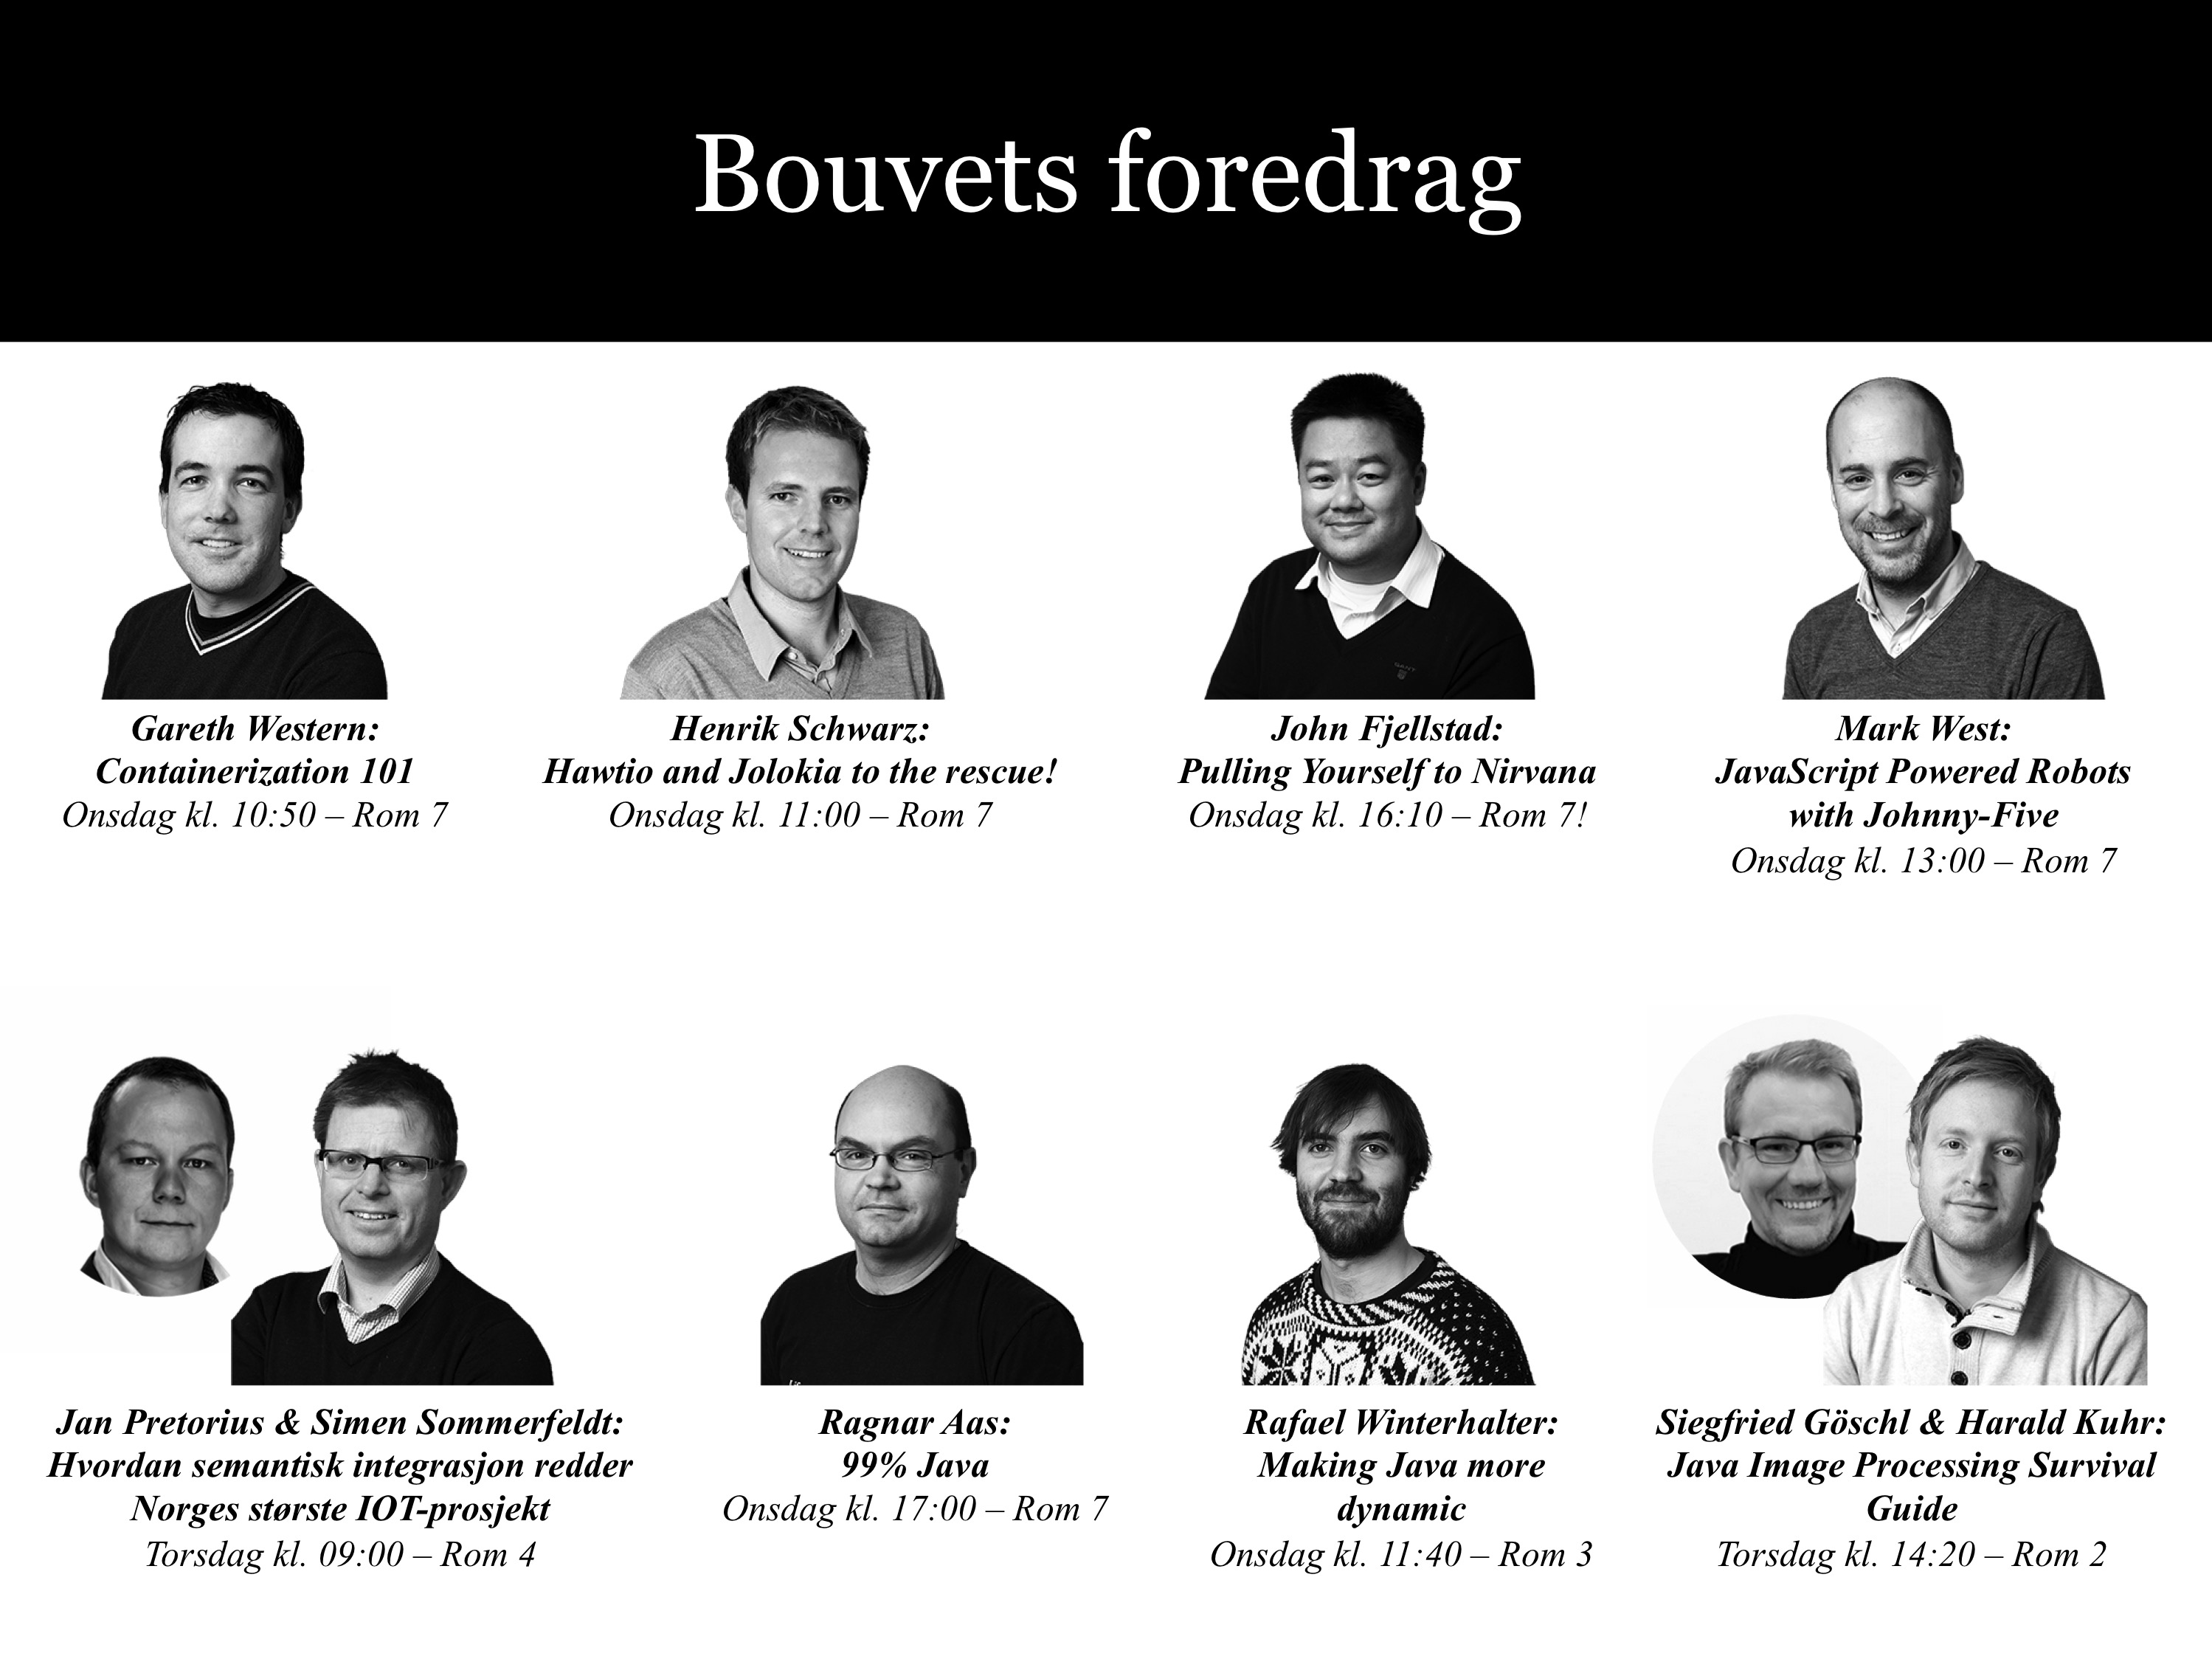 Bouvets foredrag
Gareth Western:
Containerization 101
Onsdag kl. 10:50 – Rom 7
Henrik Schwarz:
Hawtio and Jolokia to the rescue!
Onsdag kl. 11:00 – Rom 7
John Fjellstad:
Pulling Yourself to Nirvana
Onsdag kl. 16:10 – Rom 7!
Mark West:
JavaScript Powered Robots
with Johnny-Five
Onsdag kl. 13:00 – Rom 7
GANT
Jan Pretorius & Simen Sommerfeldt:
Hvordan semantisk integrasjon redder
Norges største IOT-prosjekt
Torsdag kl. 09:00 – Rom 4
Ragnar Aas:
99% Java
Onsdag kl. 17:00 – Rom 7
Rafael Winterhalter:
Making Java more
dynamic
Onsdag kl. 11:40 – Rom 3
Siegfried Göschl & Harald Kuhr:
Java Image Processing Survival
Guide
Torsdag kl. 14:20 – Rom 2